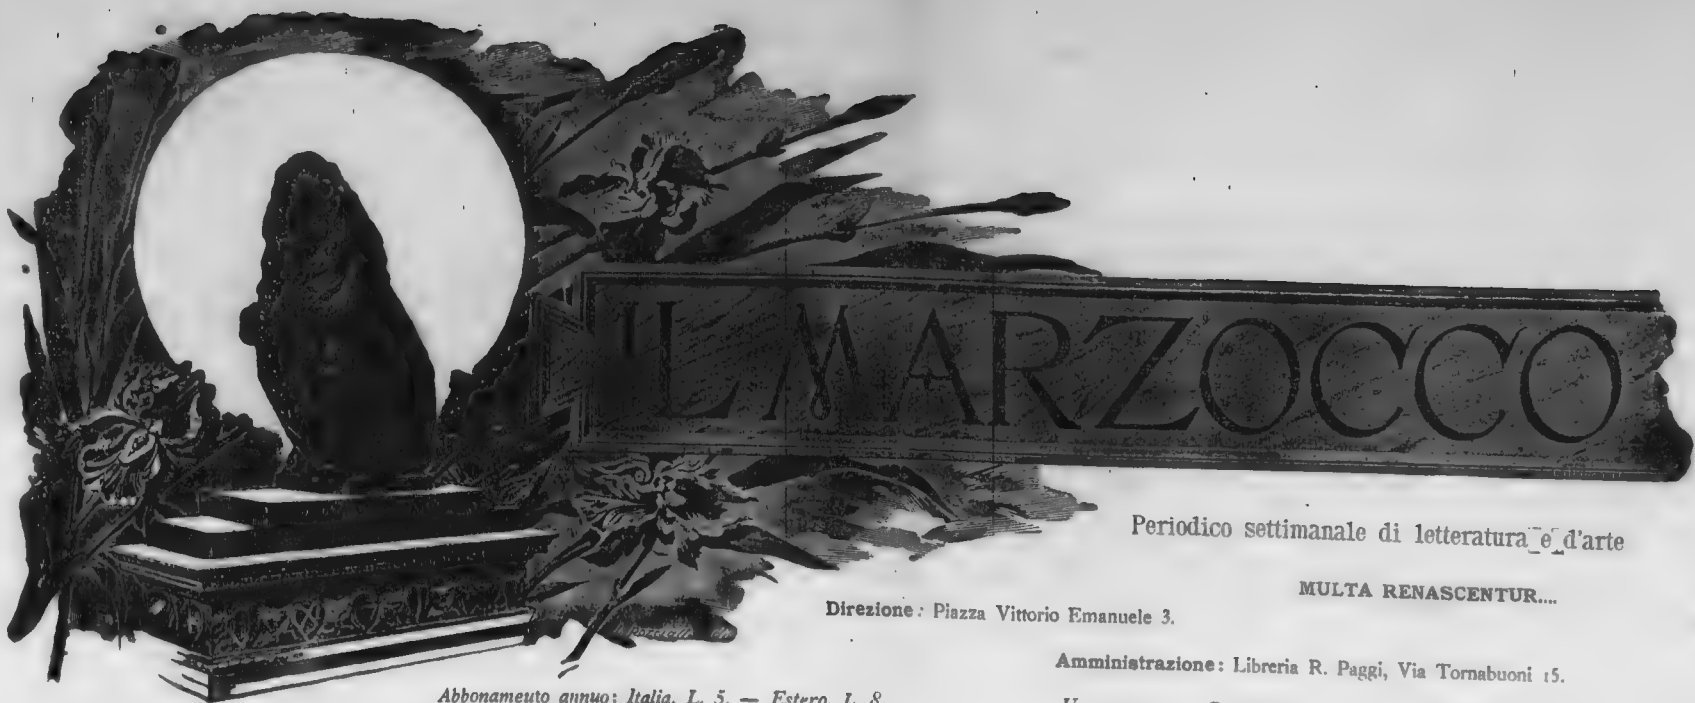 IL MARZOCCO
Periodico settimanale di letteratura e d'arte
MULTA RENASCENTUR....
Direzione: Piazza Vittorio Emanuele 3.
Amministrazione: Libreria R. Paggi, Via Tornabuoni 15.
Abbonameuto annuo: Italia, L. 5. — Estero, L. 8